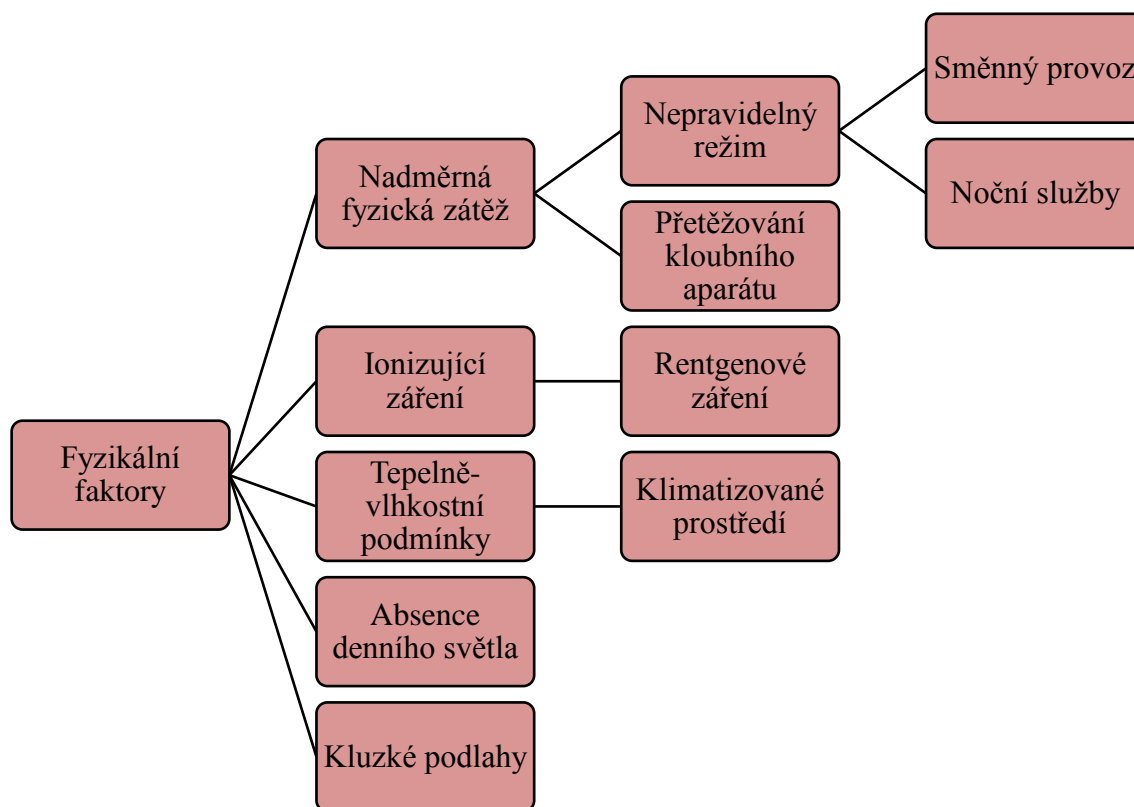 Směnný provoz
Nepravidelný
režim
Noční služby
Nadměrná
fyzická zátěž
Přetěžování
kloubního
aparátu
Ionizující
záření
Rentgenové
záření
Fyzikální
faktory
Tepelně-
vlhkostní
podmínky
Klimatizované
prostředí
Absence
denního světla
Kluzké podlahy